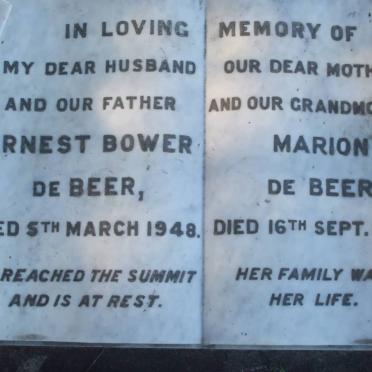 IN LOVING
MY DEAR HUSBAND
AND OUR FATHER
RNEST BOWER
DE BEER,
ED 5TH MARCH 1948.
REACHED THE SUMMIT
AND IS AT REST.
MEMORY OF
OUR DEAR MOTH
AND OUR GRANDMO
MARION
DE BEER
DIED 16TH SEPT.
HER FAMILY WA
HER LIFE.